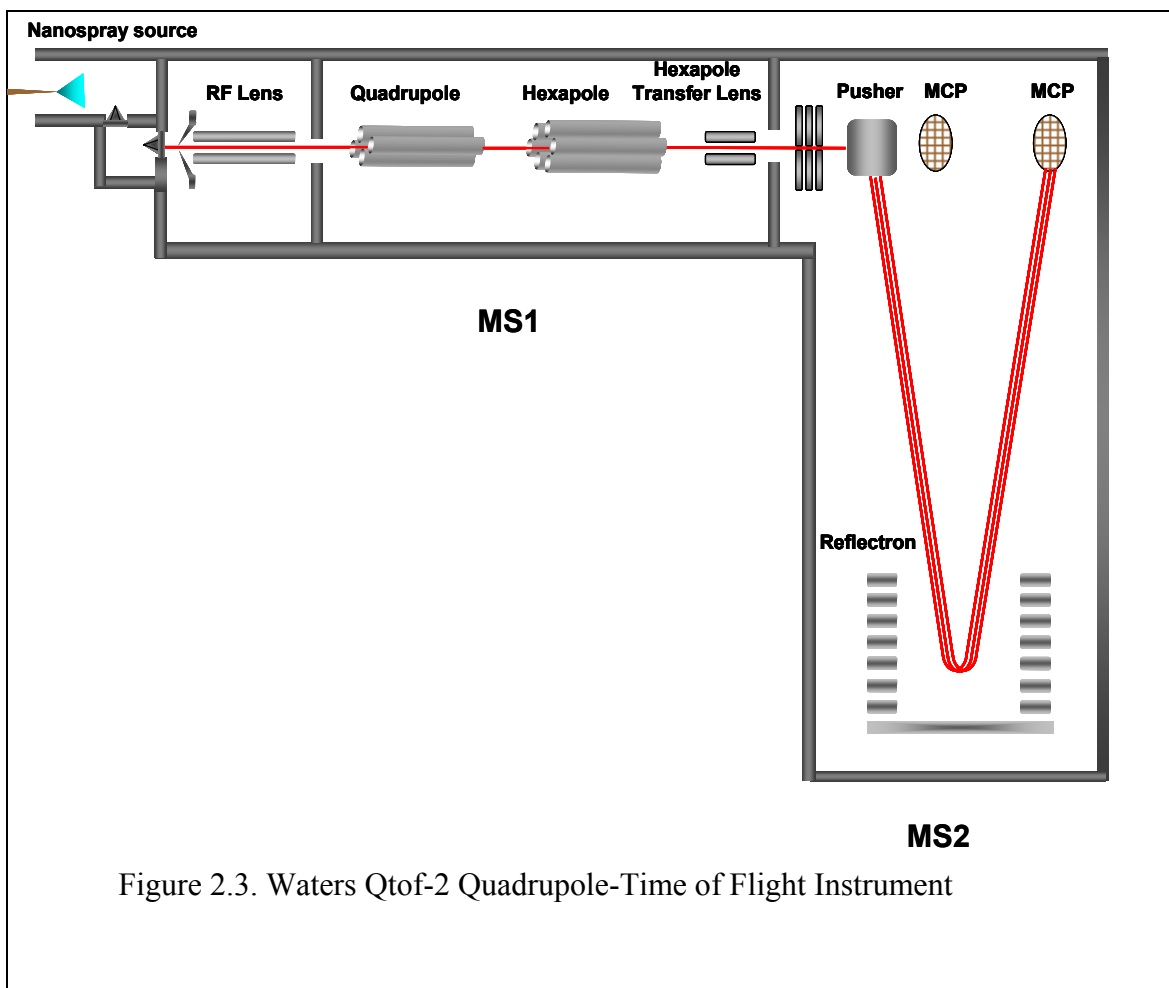 Nanospray source
RF Lens
Quadrupole
Hexapole
Hexapole
Transfer Lens
Pusher
MCP
MCP
MS1
Reflectron
MS2
Figure 2.3. Waters Qtof-2 Quadrupole-Time of Flight Instrument